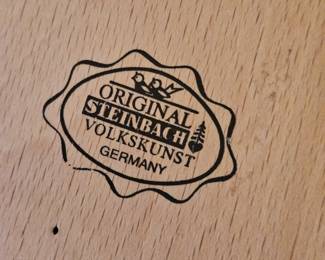 ORIGINAL
STEINBACH
VOLKSKUNST
GERMANY